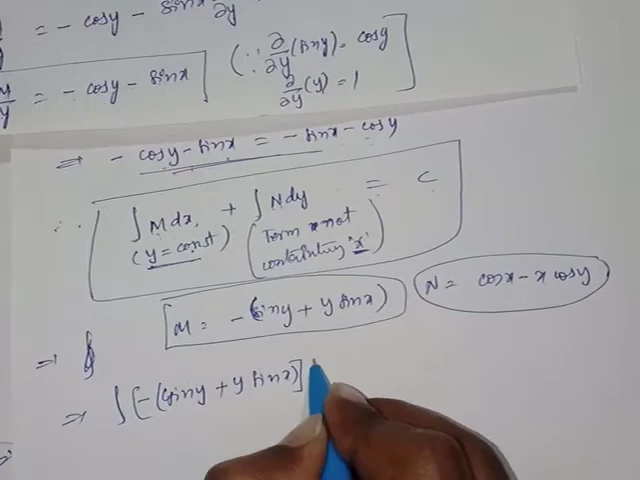 = - cosy - sinx ∂/∂y
= - cosy - sinx (∵ ∂/∂y (siny) = cosy
∂/∂y (y) = 1
⇒ - cosy - sinx = - sinx - cosy
∴ ∫ M dx + ∫ N dy = c
(y = const) (Term not containing 'x')
M = - (siny + y sinx) N = cosx - x cosy
⇒ ∫
⇒ ∫ [- (siny + y sinx)]